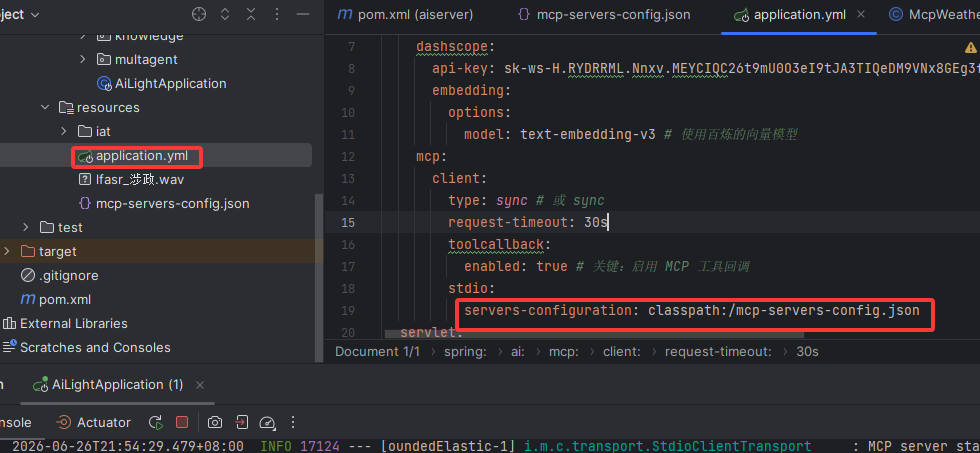 oject
pom.xml (aiserver)
mcp-servers-config.json
application.yml
McpWeathe
knowledge
multagent
AiLightApplication
resources
iat
application.yml
lfasr_涉政.wav
mcp-servers-config.json
test
target
.gitignore
pom.xml
External Libraries
Scratches and Consoles
7 dashscope:
8 api-key: sk-ws-H.RYDRRML.Nnxv.MEYCIQC26t9mU0O3eI9tJA3TIQeDM9VNx8GEg3t
9 embedding:
10 options:
11 model: text-embedding-v3 # 使用百炼的向量模型
12 mcp:
13 client:
14 type: sync # 或 sync
15 request-timeout: 30s
16 toolcallback:
17 enabled: true # 关键：启用 MCP 工具回调
18 stdio:
19 servers-configuration: classpath:/mcp-servers-config.json
20 servlet:
Document 1/1 › spring: › ai: › mcp: › client: › request-timeout: › 30s
n
AiLightApplication (1)
nsole
Actuator
2026-06-26T21:54:29.479+08:00 INFO 17124 --- [oundedElastic-1] i.m.c.transport.StdioClientTransport : MCP server sta